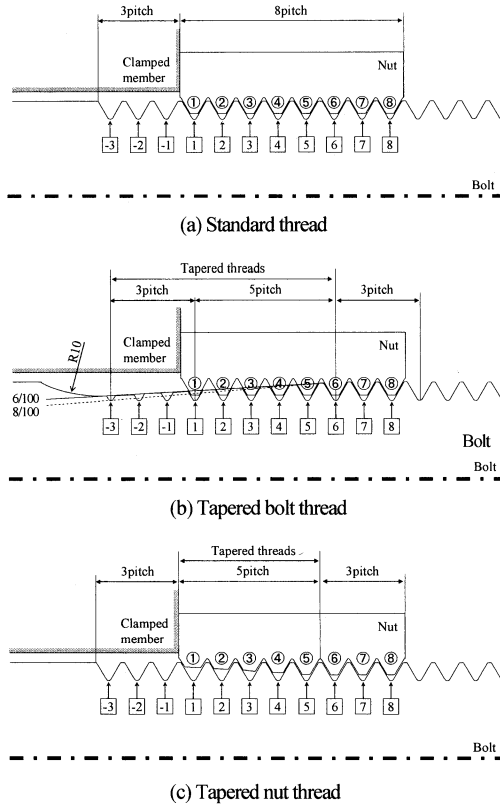 3pitch 8pitch
Clamped
member
Nut
① ② ③ ④ ⑤ ⑥ ⑦ ⑧
-3 -2 -1 1 2 3 4 5 6 7 8
Bolt
(a) Standard thread
Tapered threads
3pitch 5pitch 3pitch
R10
Clamped
member
Nut
① ② ③ ④ ⑤ ⑥ ⑦ ⑧
6/100
8/100
-3 -2 -1 1 2 3 4 5 6 7 8
Bolt
Bolt
(b) Tapered bolt thread
Tapered threads
3pitch 5pitch 3pitch
Clamped
member
Nut
① ② ③ ④ ⑤ ⑥ ⑦ ⑧
-3 -2 -1 1 2 3 4 5 6 7 8
Bolt
(c) Tapered nut thread